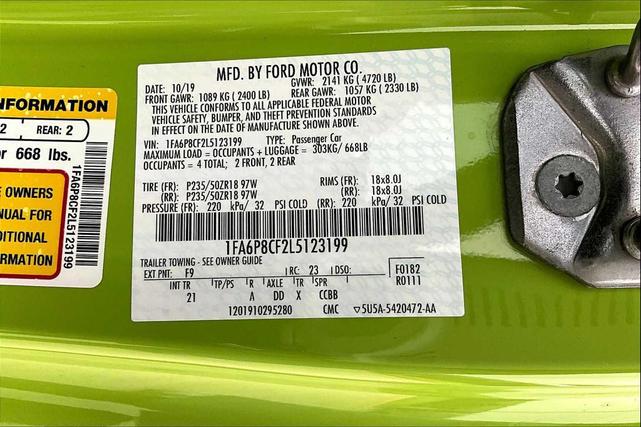 INFORMATION
2 REAR: 2
or 668 lbs.
E OWNERS
NUAL FOR
DITIONAL
ORMATION
1FA6P8CF2L5123199
MFD. BY FORD MOTOR CO.
DATE: 10/19 GVWR: 2141 KG ( 4720 LB)
FRONT GAWR: 1089 KG ( 2400 LB) REAR GAWR: 1057 KG ( 2330 LB)
THIS VEHICLE CONFORMS TO ALL APPLICABLE FEDERAL MOTOR
VEHICLE SAFETY, BUMPER, AND THEFT PREVENTION STANDARDS
IN EFFECT ON THE DATE OF MANUFACTURE SHOWN ABOVE.
VIN: 1FA6P8CF2L5123199 TYPE: Passenger Car
MAXIMUM LOAD = OCCUPANTS + LUGGAGE = 303KG/ 668LB
OCCUPANTS = 4 TOTAL; 2 FRONT, 2 REAR
TIRE (FR): P235/50ZR18 97W RIMS (FR): 18x8.0J
(RR): P235/50ZR18 97W (RR): 18x8.0J
PRESSURE (FR): 220 kPa/ 32 PSI COLD (RR): 220 kPa/ 32 PSI COLD
1FA6P8CF2L5123199
TRAILER TOWING - SEE OWNER GUIDE
EXT PNT: F9 RC: 23 DSO: F0182
R0111
INT TR TP/PS R AXLE TR SPR
21 A DD X CCBB
1201910295280 CMC 5U5A-5420472-AA